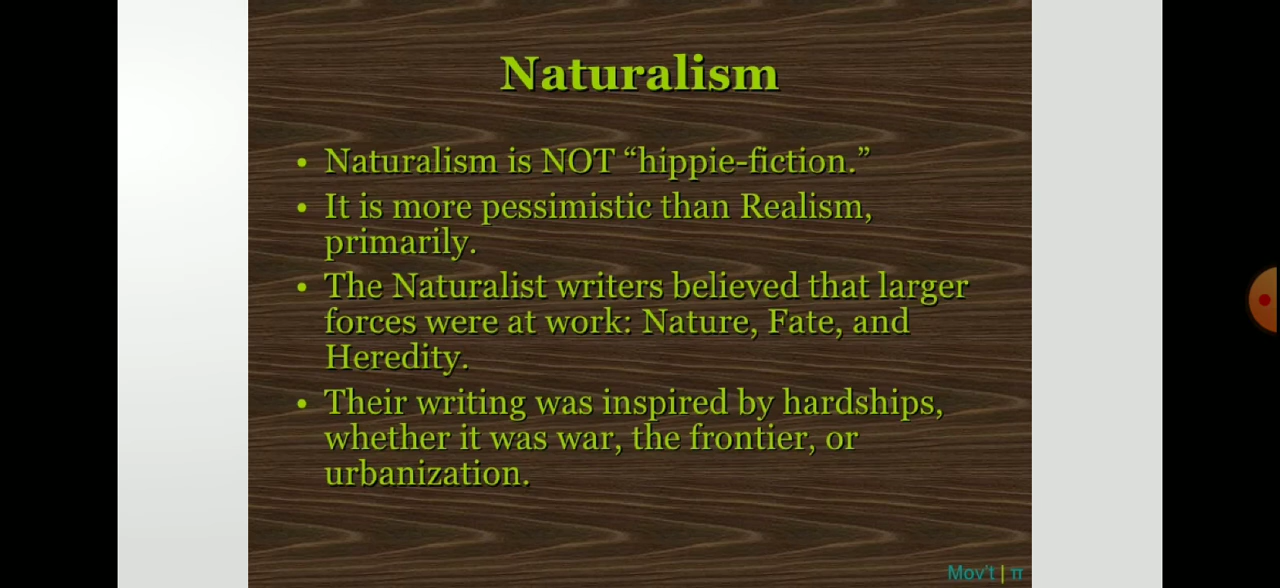 Naturalism
• Naturalism is NOT “hippie-fiction.”
• It is more pessimistic than Realism,
primarily.
• The Naturalist writers believed that larger
forces were at work: Nature, Fate, and
Heredity.
• Their writing was inspired by hardships,
whether it was war, the frontier, or
urbanization.
Mov’t | π